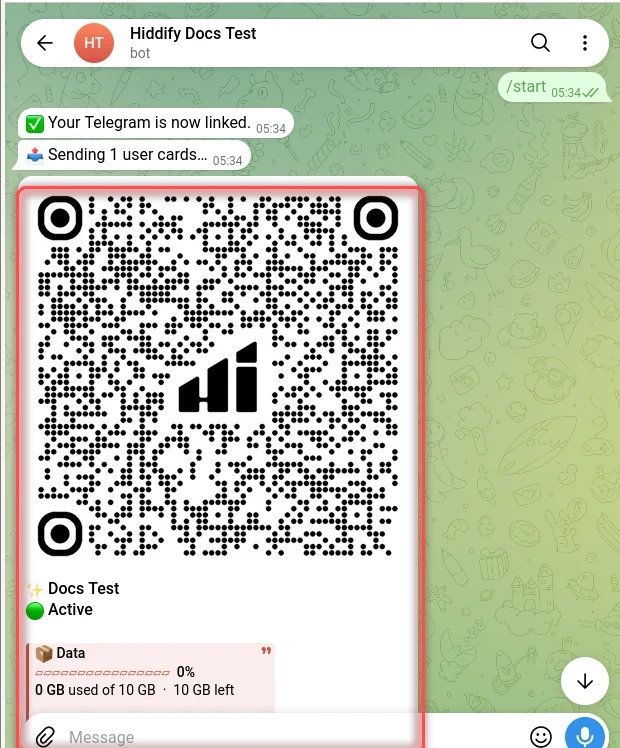 HT
Hiddify Docs Test
bot
/start 05:34
Your Telegram is now linked. 05:34
Sending 1 user cards... 05:34
Hi
Docs Test
Active
Data
0%
0 GB used of 10 GB · 10 GB left
Message